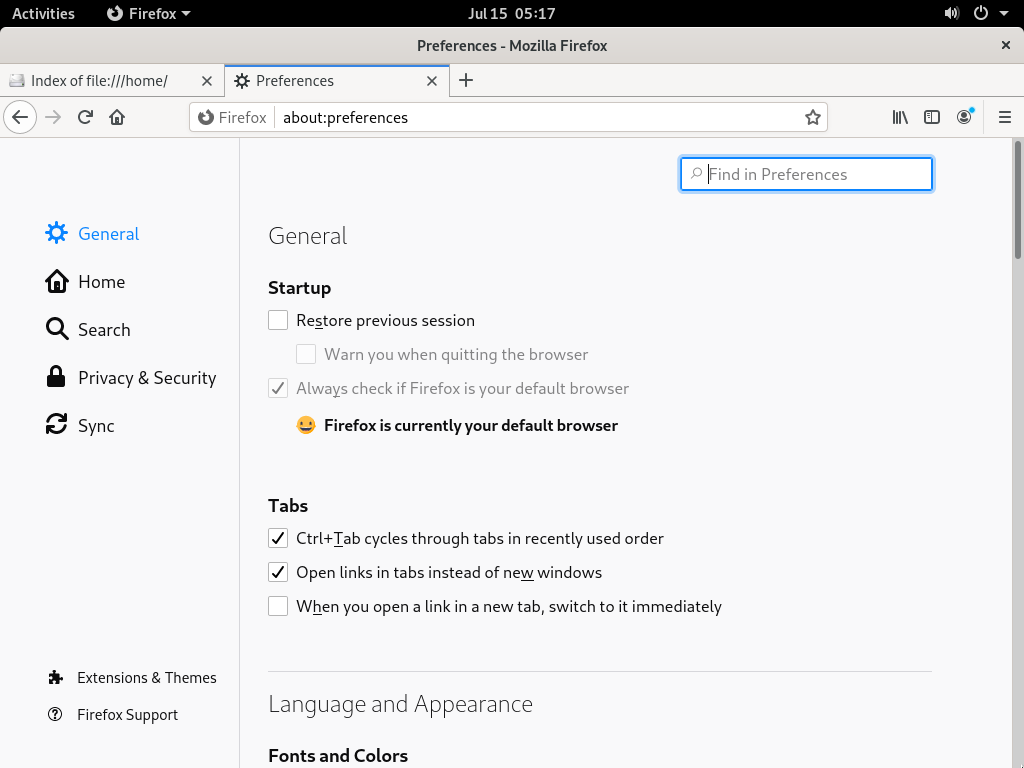 Activities
Firefox
Jul 15 05:17
Preferences - Mozilla Firefox
Index of file:///home/
Preferences
Firefox
about:preferences
Find in Preferences
General
Home
Search
Privacy & Security
Sync
Extensions & Themes
Firefox Support
General
Startup
Restore previous session
Warn you when quitting the browser
Always check if Firefox is your default browser
Firefox is currently your default browser
Tabs
Ctrl+Tab cycles through tabs in recently used order
Open links in tabs instead of new windows
When you open a link in a new tab, switch to it immediately
Language and Appearance
Fonts and Colors